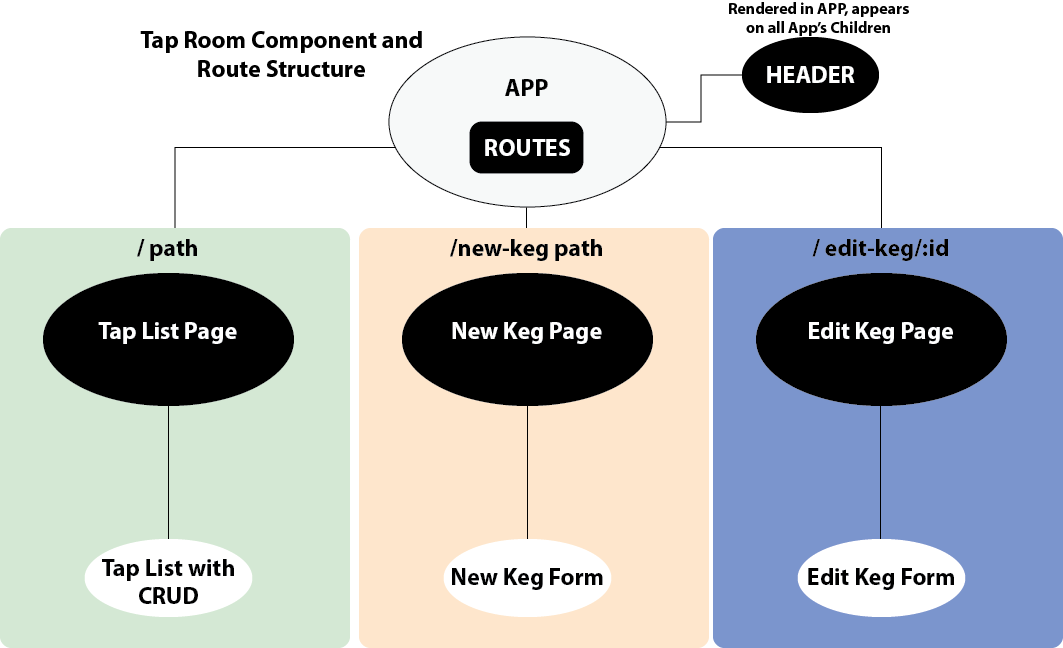 Tap Room Component and
Route Structure
Rendered in APP, appears
on all App's Children
HEADER
APP
ROUTES
/ path
Tap List Page
Tap List with
CRUD
/new-keg path
New Keg Page
New Keg Form
/ edit-keg/:id
Edit Keg Page
Edit Keg Form